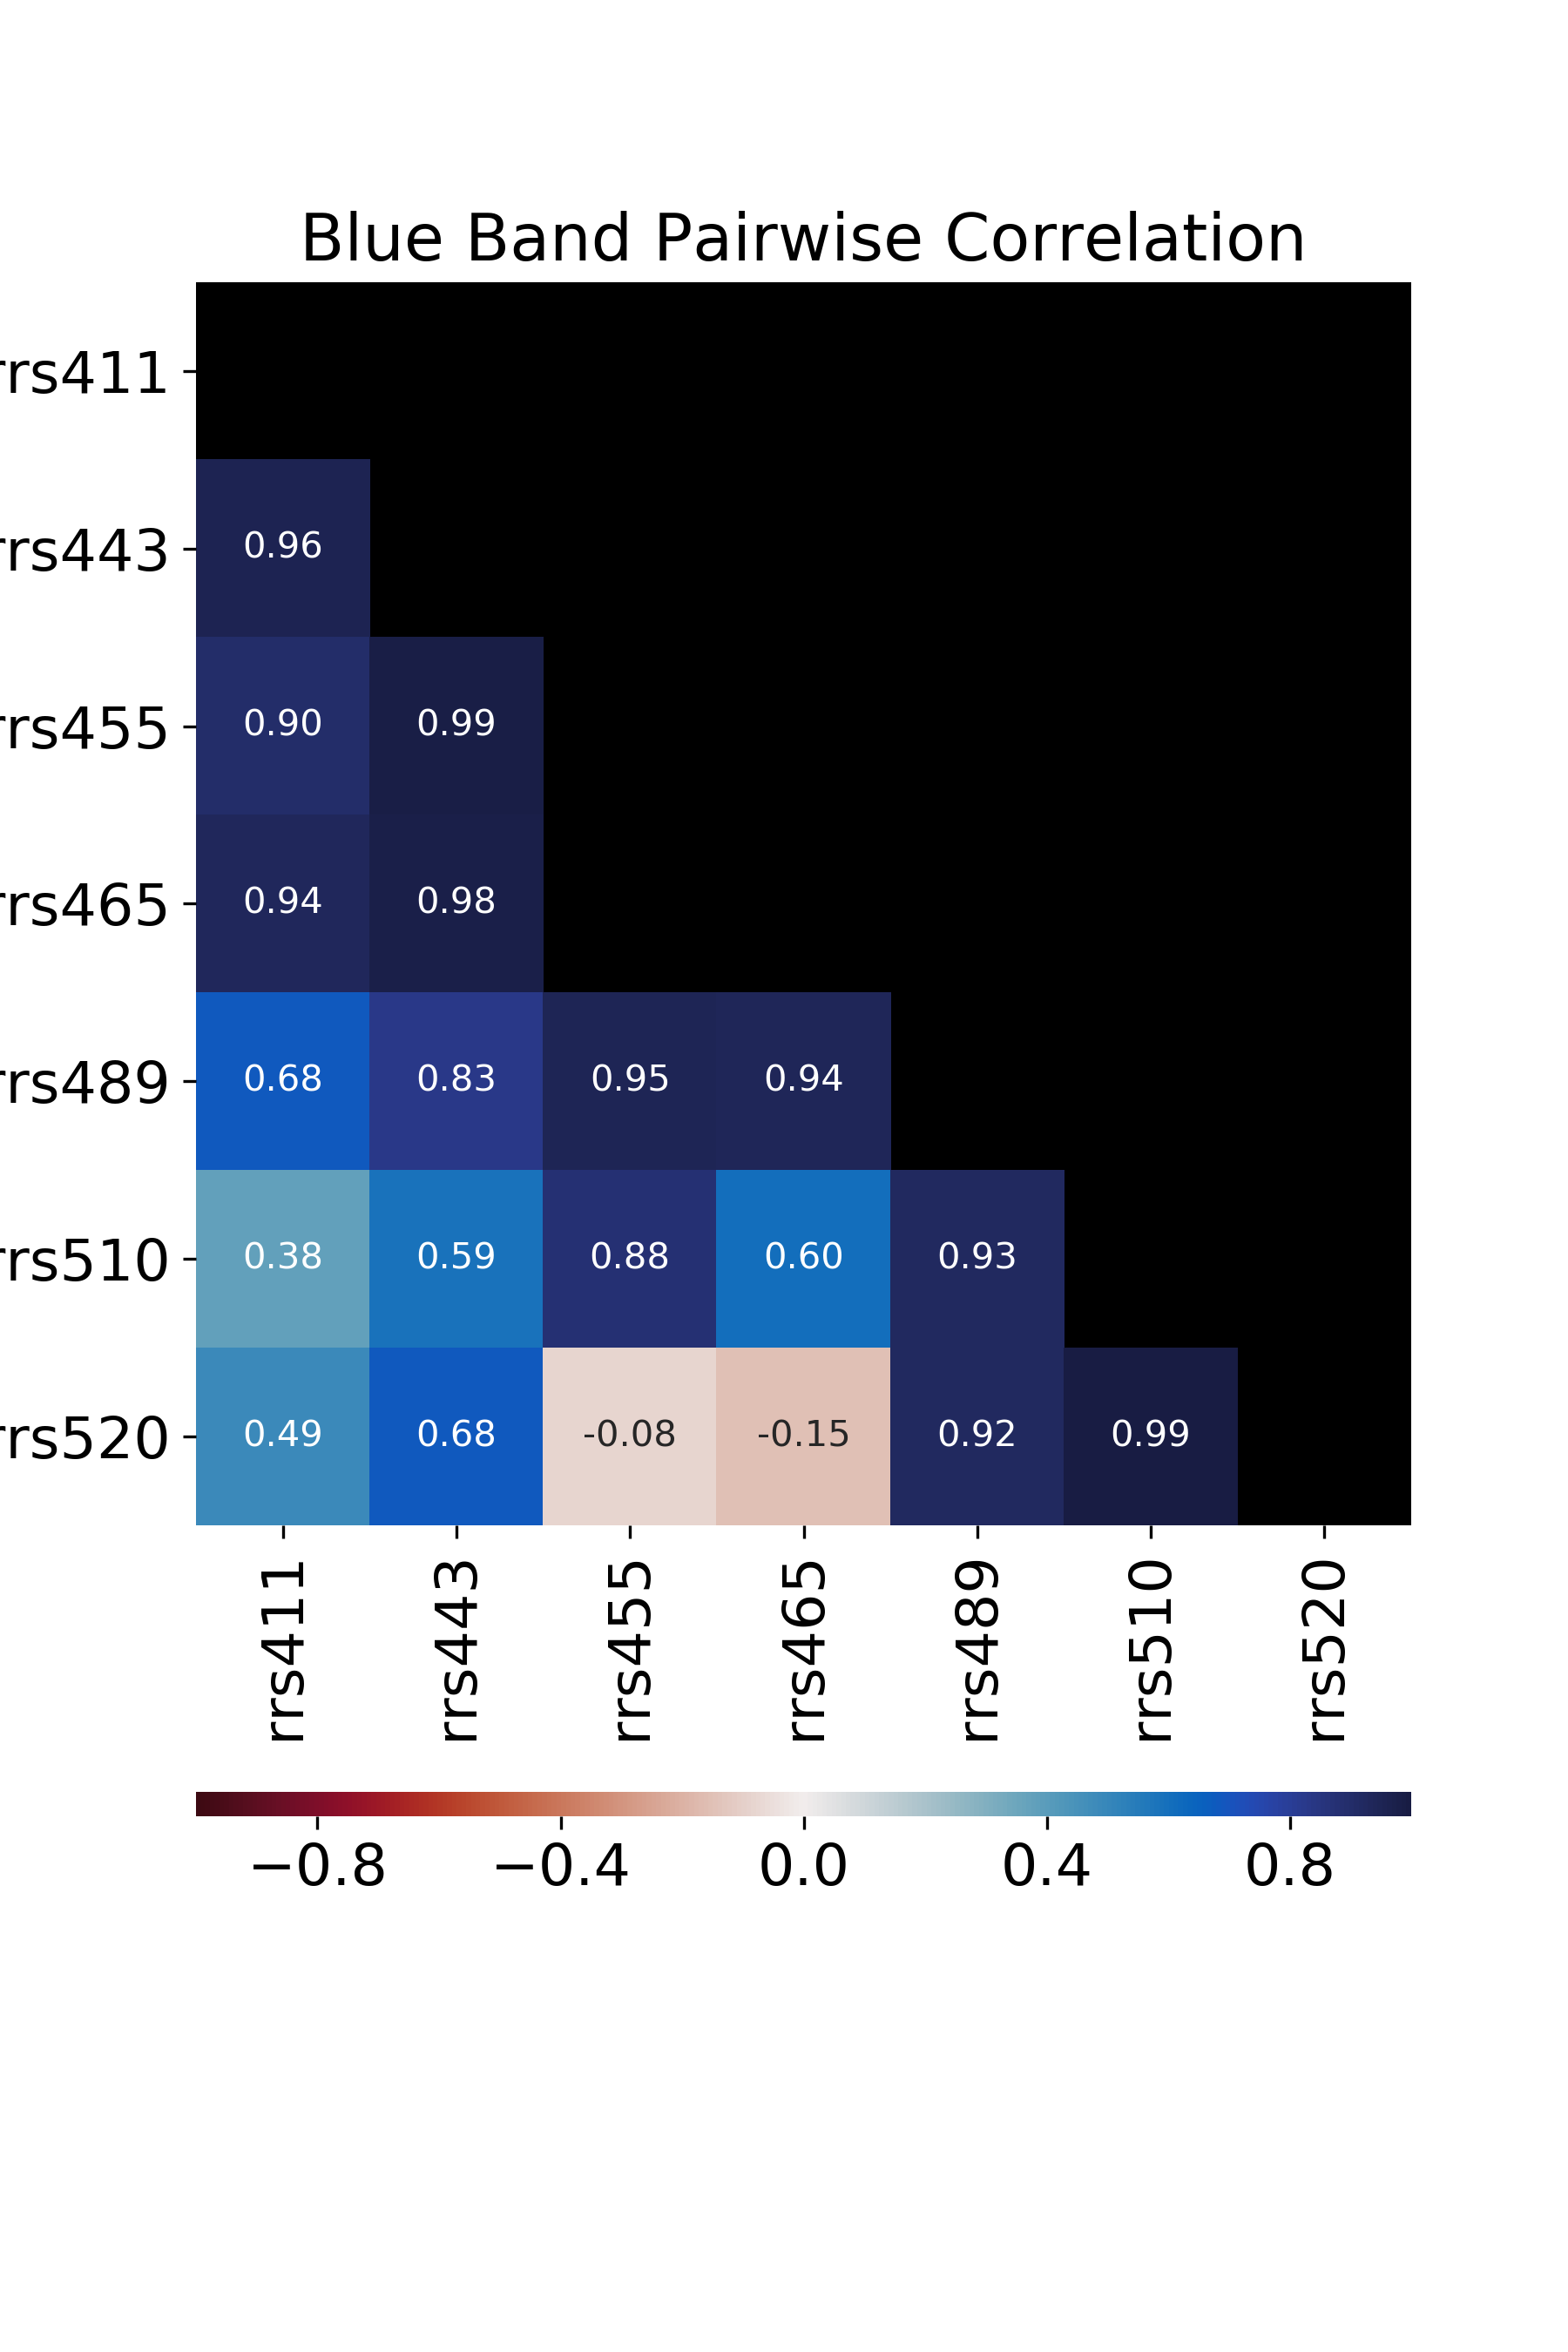 Blue Band Pairwise Correlation
rrs411
rrs443
0.96
rrs455
0.90 0.99
rrs465
0.94 0.98
rrs489
0.68 0.83 0.95 0.94
rrs510
0.38 0.59 0.88 0.60 0.93
rrs520
0.49 0.68 -0.08 -0.15 0.92 0.99
rrs411 rrs443 rrs455 rrs465 rrs489 rrs510 rrs520
−0.8 −0.4 0.0 0.4 0.8